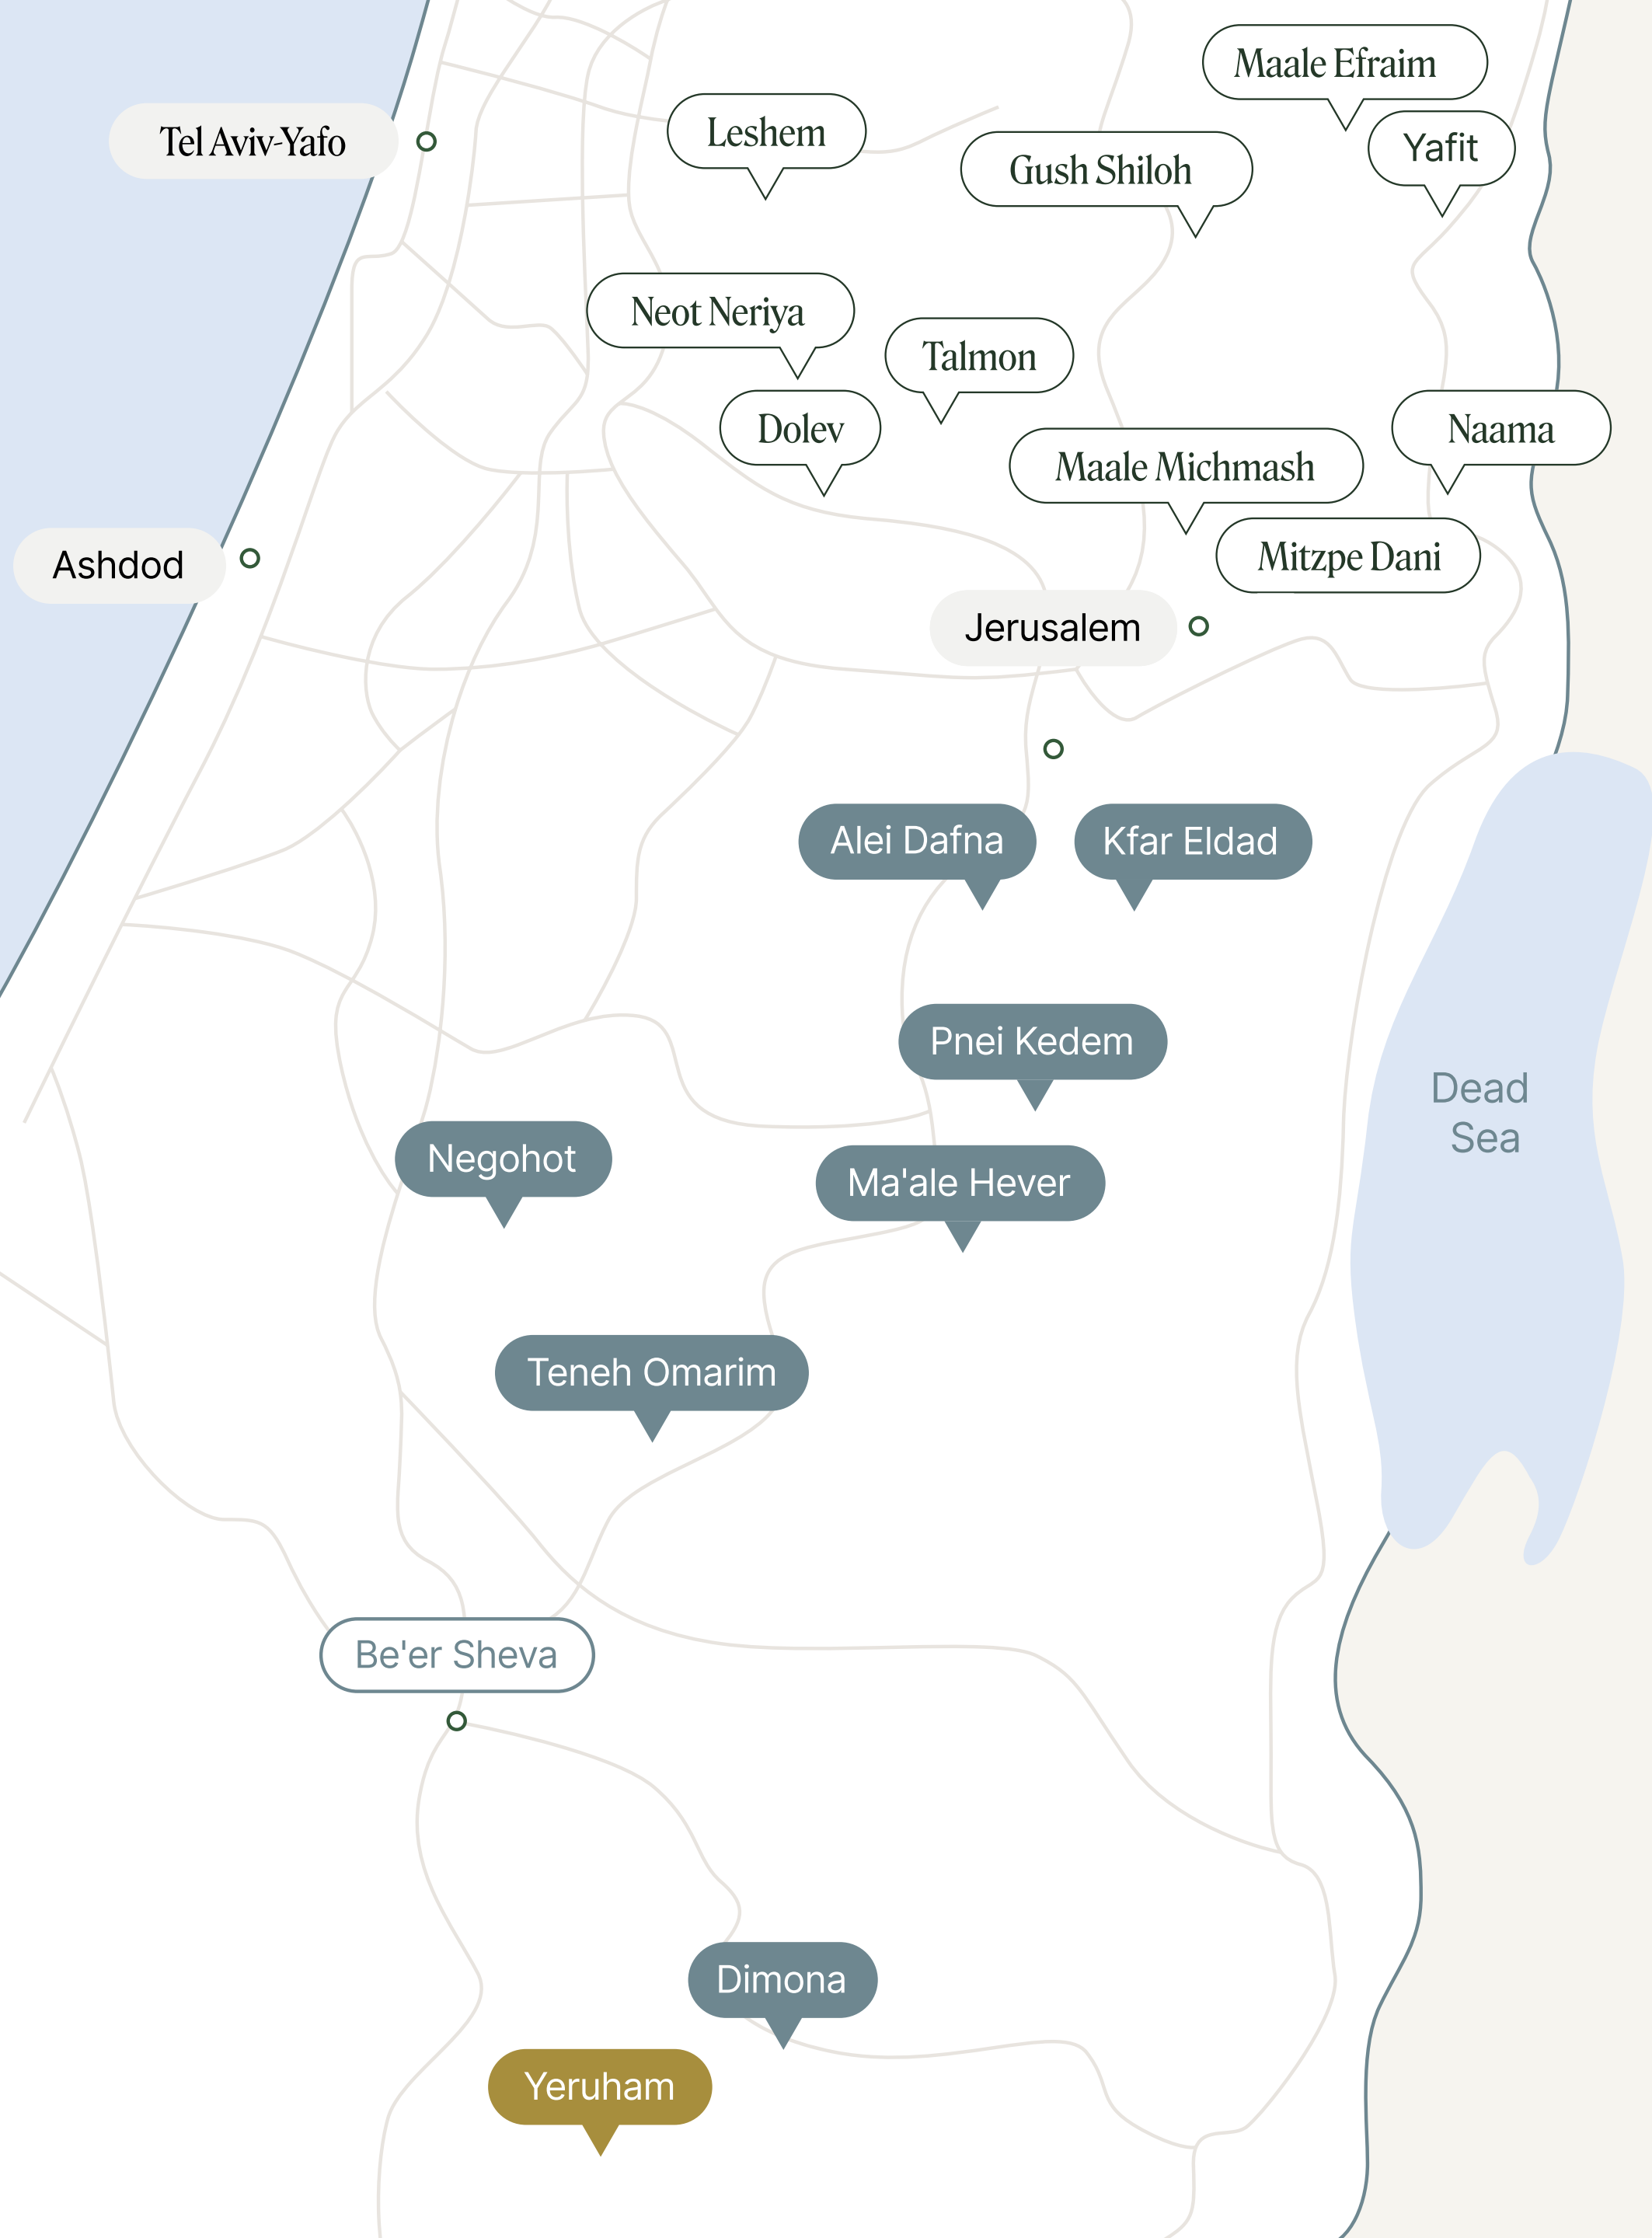 Maale Efraim
Leshem
Tel Aviv-Yafo
Yafit
Gush Shiloh
Neot Neriya
Talmon
Dolev
Naama
Maale Michmash
Mitzpe Dani
Ashdod
Jerusalem
Alei Dafna
Kfar Eldad
Pnei Kedem
Dead
Sea
Negohot
Ma'ale Hever
Teneh Omarim
Be'er Sheva
Dimona
Yeruham